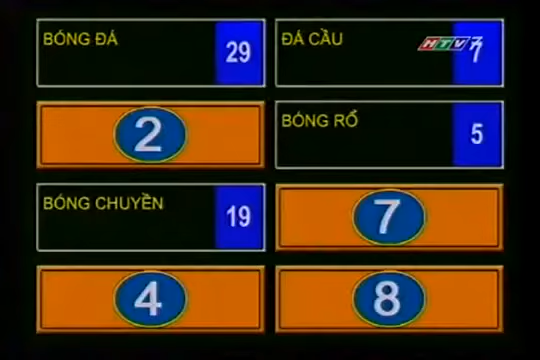 BÓNG ĐÁ 29
ĐÁ CẦU 7
HTV7
2
BÓNG RỔ 5
BÓNG CHUYỀN 19
7
4
8